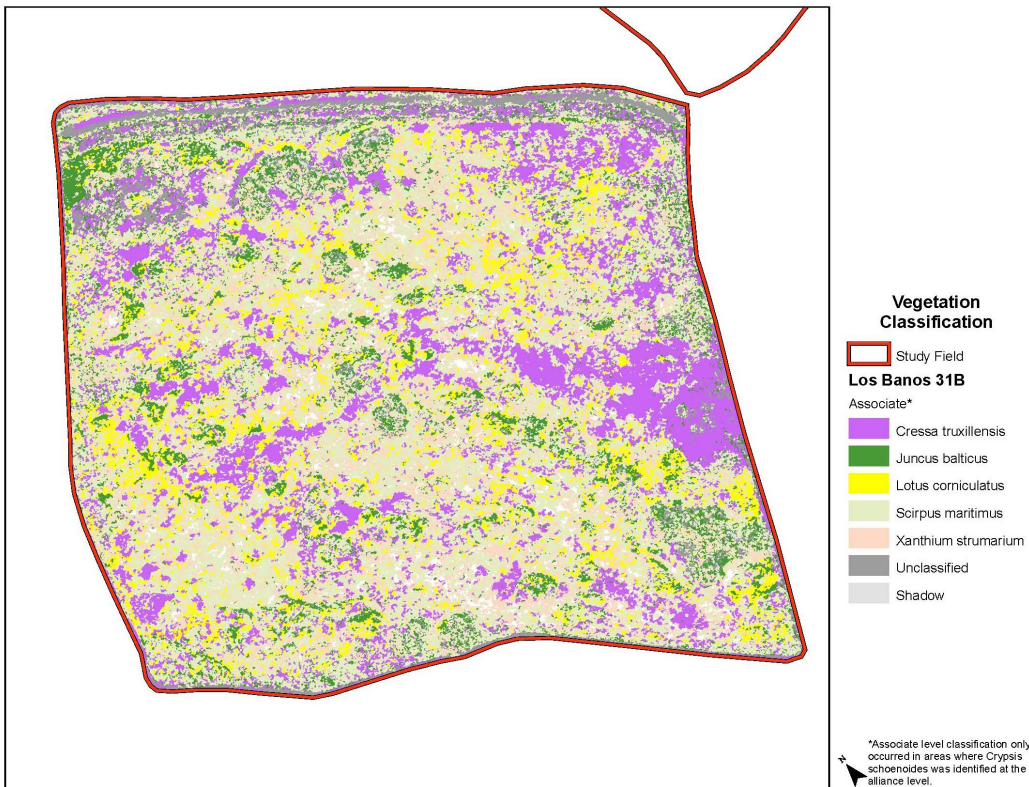 Vegetation
Classification
Study Field
Los Banos 31B
Associate*
Cressa truxillensis
Juncus balticus
Lotus corniculatus
Scirpus maritimus
Xanthium strumarium
Unclassified
Shadow
N
*Associate level classification only
occurred in areas where Crypsis
schoenoides was identified at the
alliance level.